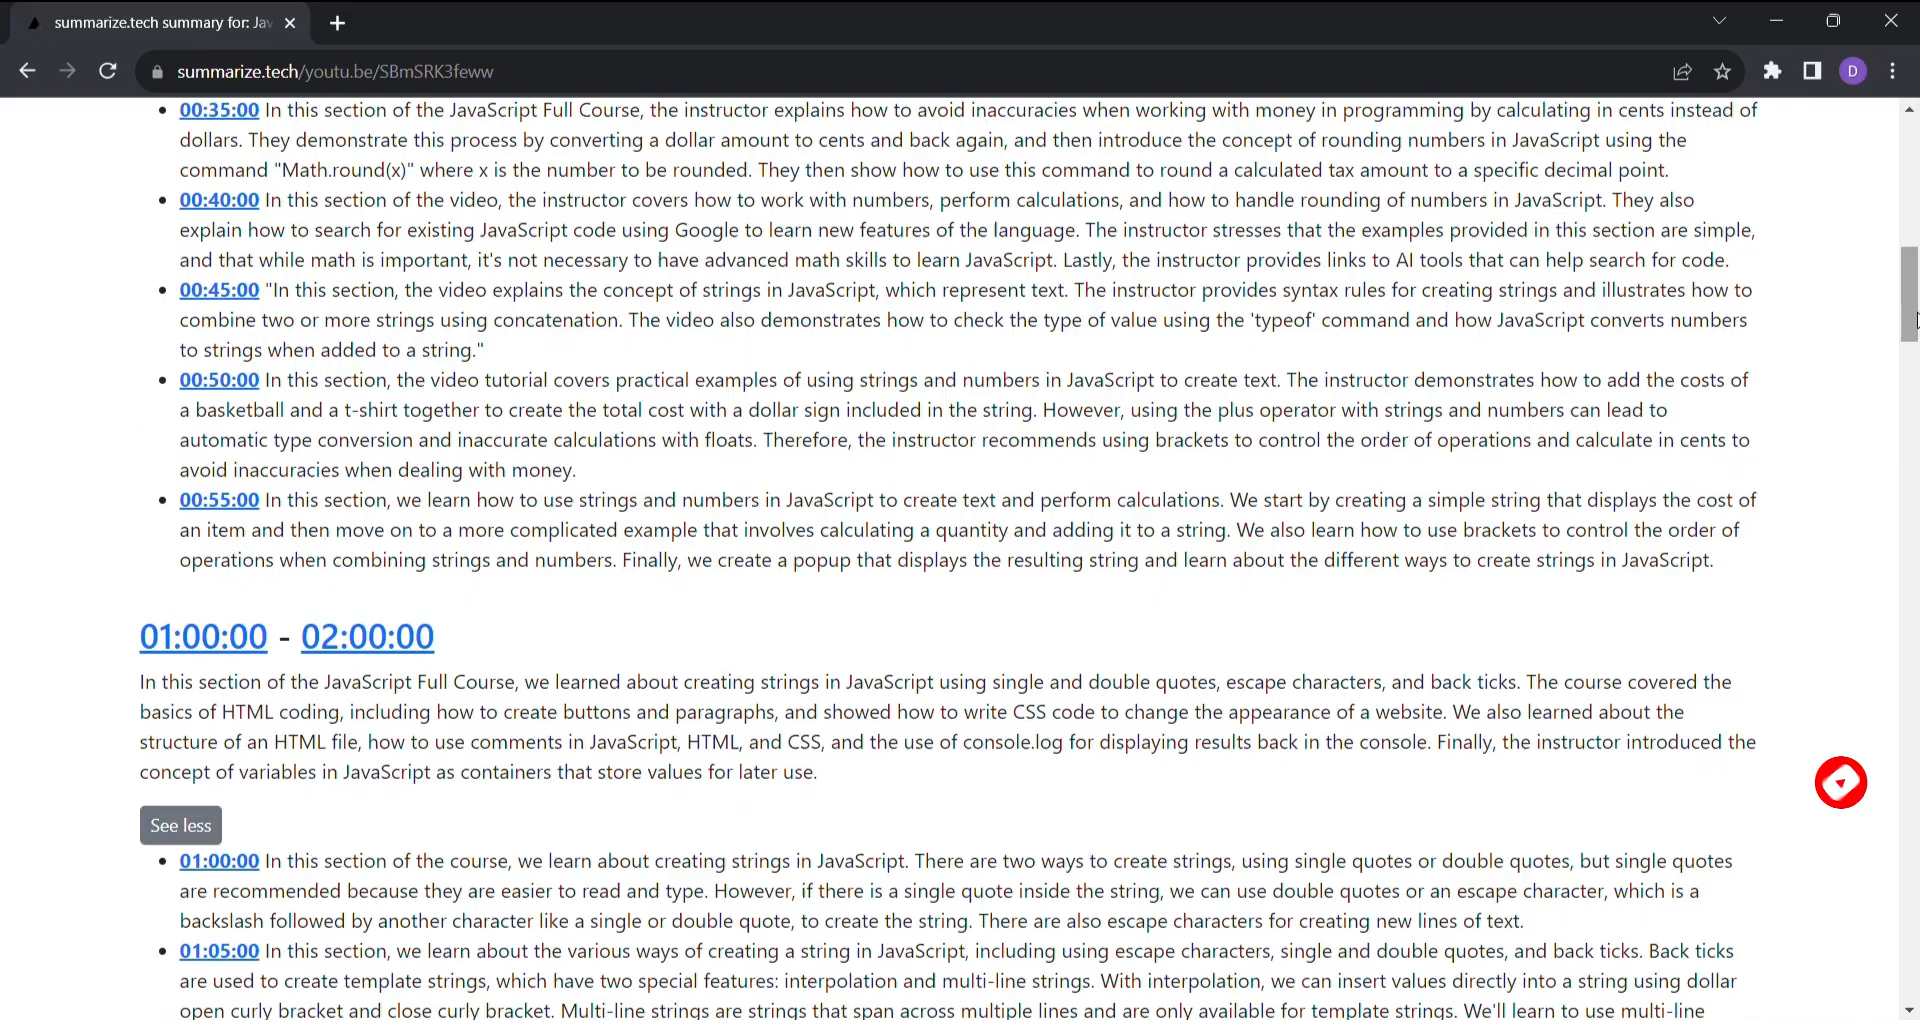 summarize.tech summary for: Jav
summarize.tech/youtu.be/SBmSRK3feww
D
00:35:00 In this section of the JavaScript Full Course, the instructor explains how to avoid inaccuracies when working with money in programming by calculating in cents instead of
dollars. They demonstrate this process by converting a dollar amount to cents and back again, and then introduce the concept of rounding numbers in JavaScript using the
command "Math.round(x)" where x is the number to be rounded. They then show how to use this command to round a calculated tax amount to a specific decimal point.
00:40:00 In this section of the video, the instructor covers how to work with numbers, perform calculations, and how to handle rounding of numbers in JavaScript. They also
explain how to search for existing JavaScript code using Google to learn new features of the language. The instructor stresses that the examples provided in this section are simple,
and that while math is important, it's not necessary to have advanced math skills to learn JavaScript. Lastly, the instructor provides links to AI tools that can help search for code.
00:45:00 "In this section, the video explains the concept of strings in JavaScript, which represent text. The instructor provides syntax rules for creating strings and illustrates how to
combine two or more strings using concatenation. The video also demonstrates how to check the type of value using the 'typeof' command and how JavaScript converts numbers
to strings when added to a string."
00:50:00 In this section, the video tutorial covers practical examples of using strings and numbers in JavaScript to create text. The instructor demonstrates how to add the costs of
a basketball and a t-shirt together to create the total cost with a dollar sign included in the string. However, using the plus operator with strings and numbers can lead to
automatic type conversion and inaccurate calculations with floats. Therefore, the instructor recommends using brackets to control the order of operations and calculate in cents to
avoid inaccuracies when dealing with money.
00:55:00 In this section, we learn how to use strings and numbers in JavaScript to create text and perform calculations. We start by creating a simple string that displays the cost of
an item and then move on to a more complicated example that involves calculating a quantity and adding it to a string. We also learn how to use brackets to control the order of
operations when combining strings and numbers. Finally, we create a popup that displays the resulting string and learn about the different ways to create strings in JavaScript.
01:00:00 - 02:00:00
In this section of the JavaScript Full Course, we learned about creating strings in JavaScript using single and double quotes, escape characters, and back ticks. The course covered the
basics of HTML coding, including how to create buttons and paragraphs, and showed how to write CSS code to change the appearance of a website. We also learned about the
structure of an HTML file, how to use comments in JavaScript, HTML, and CSS, and the use of console.log for displaying results back in the console. Finally, the instructor introduced the
concept of variables in JavaScript as containers that store values for later use.
See less
01:00:00 In this section of the course, we learn about creating strings in JavaScript. There are two ways to create strings, using single quotes or double quotes, but single quotes
are recommended because they are easier to read and type. However, if there is a single quote inside the string, we can use double quotes or an escape character, which is a
backslash followed by another character like a single or double quote, to create the string. There are also escape characters for creating new lines of text.
01:05:00 In this section, we learn about the various ways of creating a string in JavaScript, including using escape characters, single and double quotes, and back ticks. Back ticks
are used to create template strings, which have two special features: interpolation and multi-line strings. With interpolation, we can insert values directly into a string using dollar
open curly bracket and close curly bracket. Multi-line strings are strings that span across multiple lines and are only available for template strings. We'll learn to use multi-line